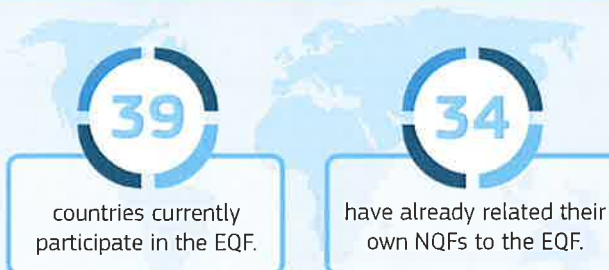 39
countries currently
participate in the EQF.
34
have already related their
own NQFs to the EQF.